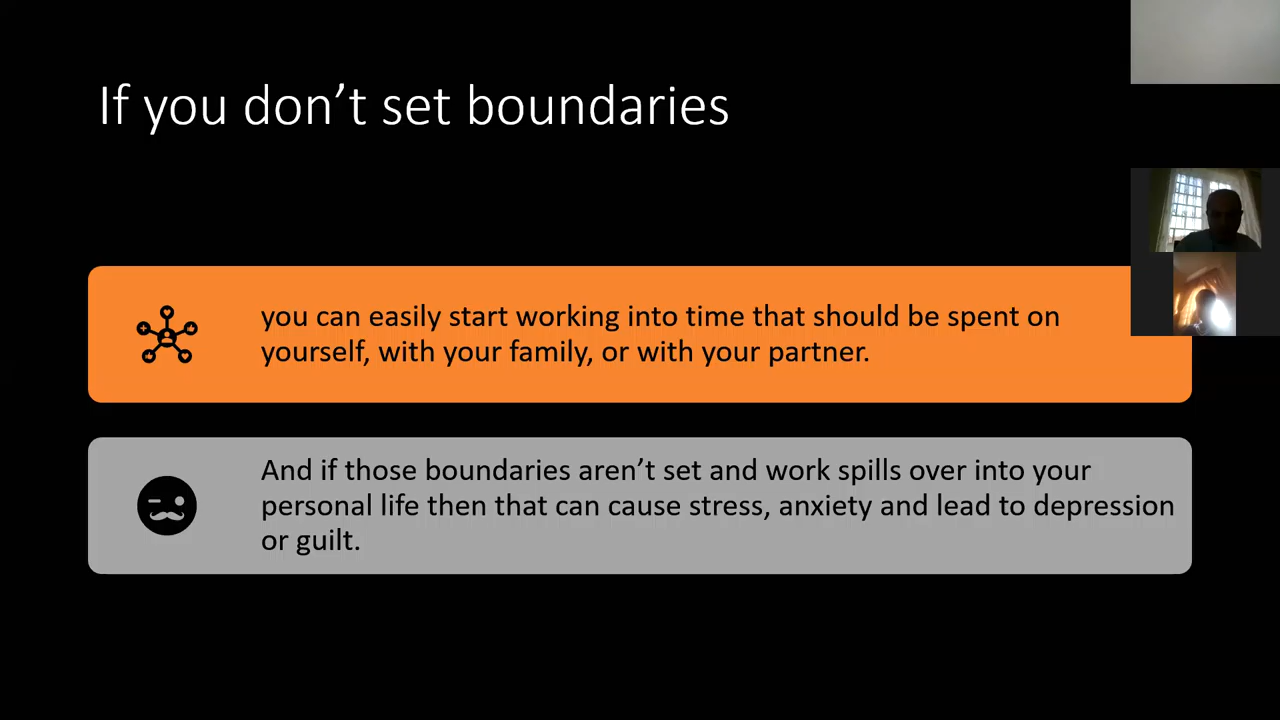 If you don’t set boundaries
you can easily start working into time that should be spent on
yourself, with your family, or with your partner.
And if those boundaries aren’t set and work spills over into your
personal life then that can cause stress, anxiety and lead to depression
or guilt.